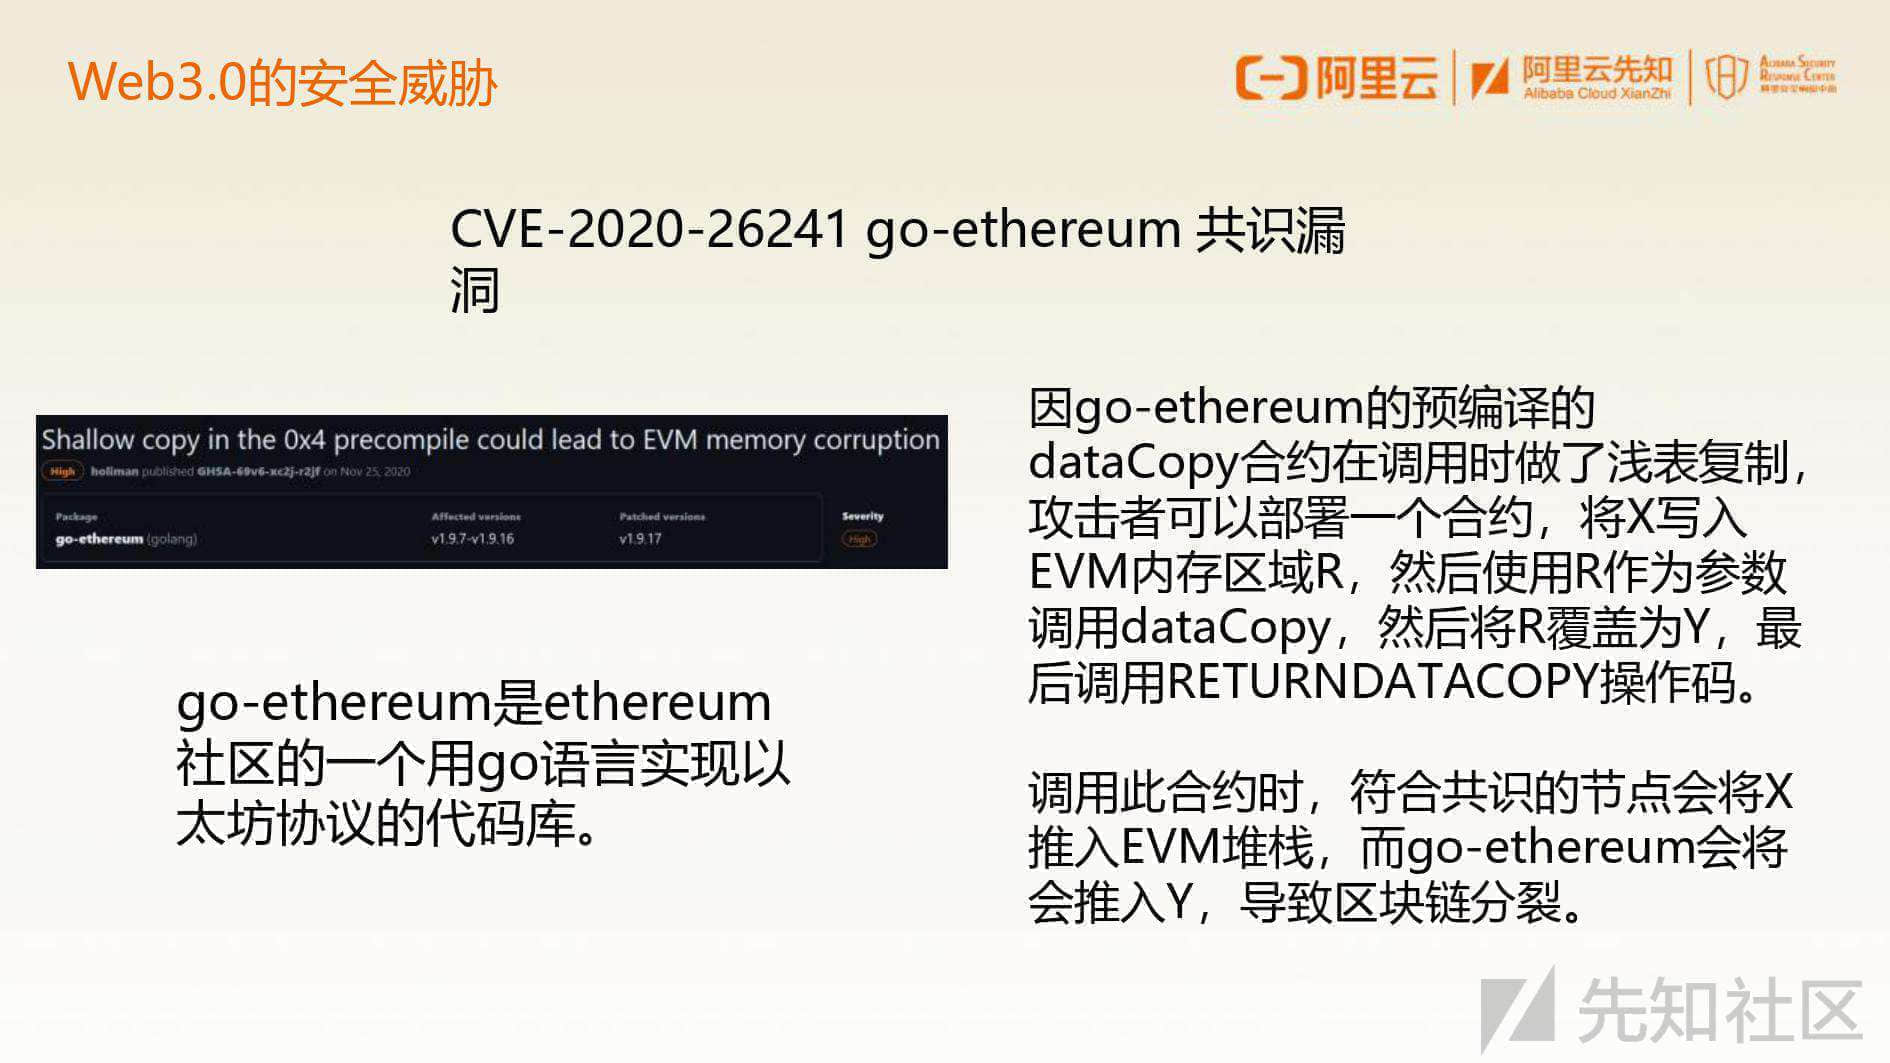 Web3.0的安全威胁
阿里云
阿里云先知
Alibaba Cloud XianZhi
ALIBABA SECURITY
RESPONSE CENTER
CVE-2020-26241 go-ethereum 共识漏
洞
Shallow copy in the 0x4 precompile could lead to EVM memory corruption
High holiman published GHSA-69v6-xc2j-r2jf on Nov 25, 2020
Package Affected versions Patched versions Severity
go-ethereum (golang) v1.9.7-v1.9.16 v1.9.17 High
go-ethereum是ethereum
社区的一个用go语言实现以
太坊协议的代码库。
因go-ethereum的预编译的
dataCopy合约在调用时做了浅表复制，
攻击者可以部署一个合约，将X写入
EVM内存区域R，然后使用R作为参数
调用dataCopy，然后将R覆盖为Y，最
后调用RETURNDATACOPY操作码。
调用此合约时，符合共识的节点会将X
推入EVM堆栈，而go-ethereum会将
会推入Y，导致区块链分裂。
先知社区